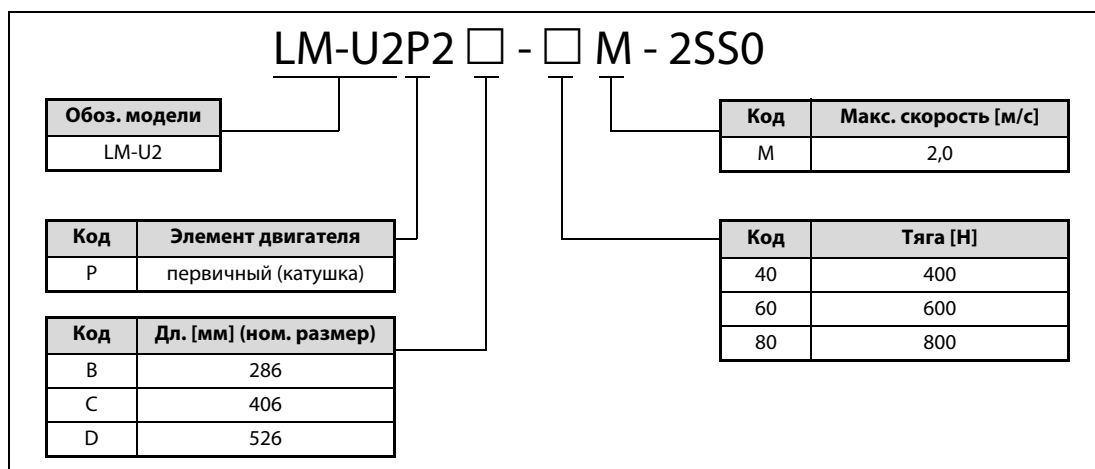 LM-U2P2 □ - □ M - 2SS0
Обоз. модели
LM-U2
Код Макс. скорость [м/с]
M 2,0
Код Элемент двигателя
P первичный (катушка)
Код Тяга [Н]
40 400
60 600
80 800
Код Дл. [мм] (ном. размер)
B 286
C 406
D 526